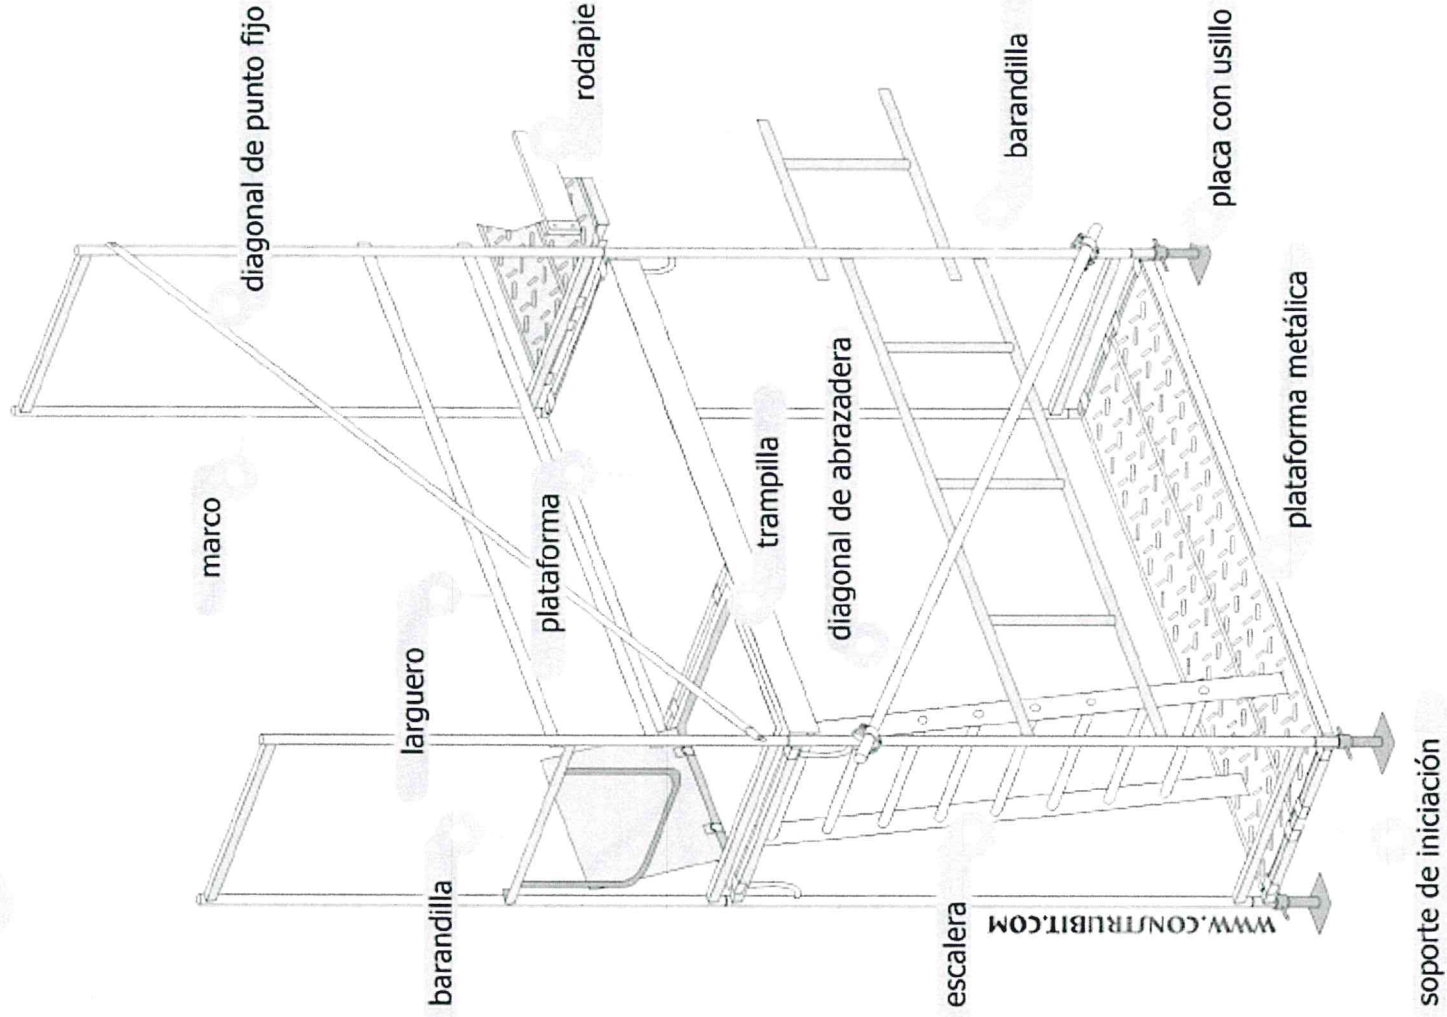 diagonal de punto fijo
rodapie
barandilla
placa con usillo
marco
plataforma
trampilla
diagonal de abrazadera
plataforma metálica
larguero
barandilla
escalera
WWW.CONSTRUBIT.COM
soporte de iniciación